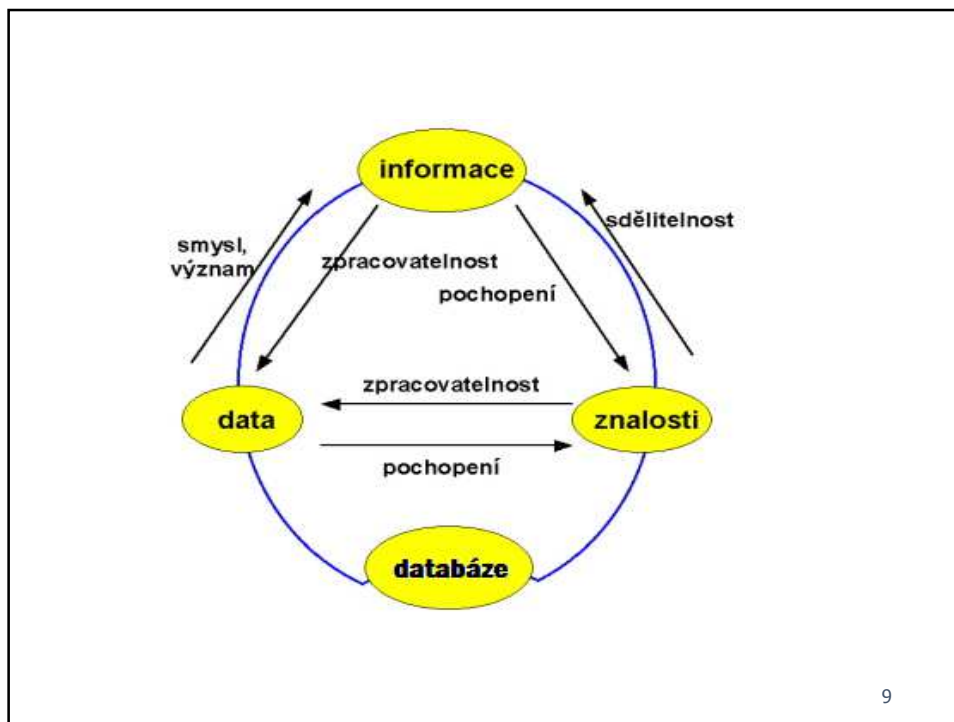 informace
sdělitelnost
smysl,
význam
zpracovatelnost
pochopení
zpracovatelnost
data
znalosti
pochopení
databáze
9